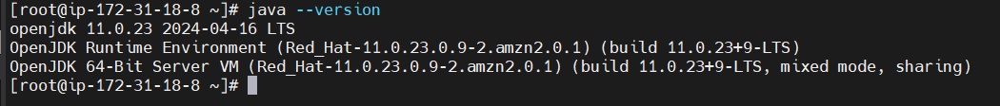 [root@ip-172-31-18-8 ~]# java --version
openjdk 11.0.23 2024-04-16 LTS
OpenJDK Runtime Environment (Red_Hat-11.0.23.0.9-2.amzn2.0.1) (build 11.0.23+9-LTS)
OpenJDK 64-Bit Server VM (Red_Hat-11.0.23.0.9-2.amzn2.0.1) (build 11.0.23+9-LTS, mixed mode, sharing)
[root@ip-172-31-18-8 ~]#